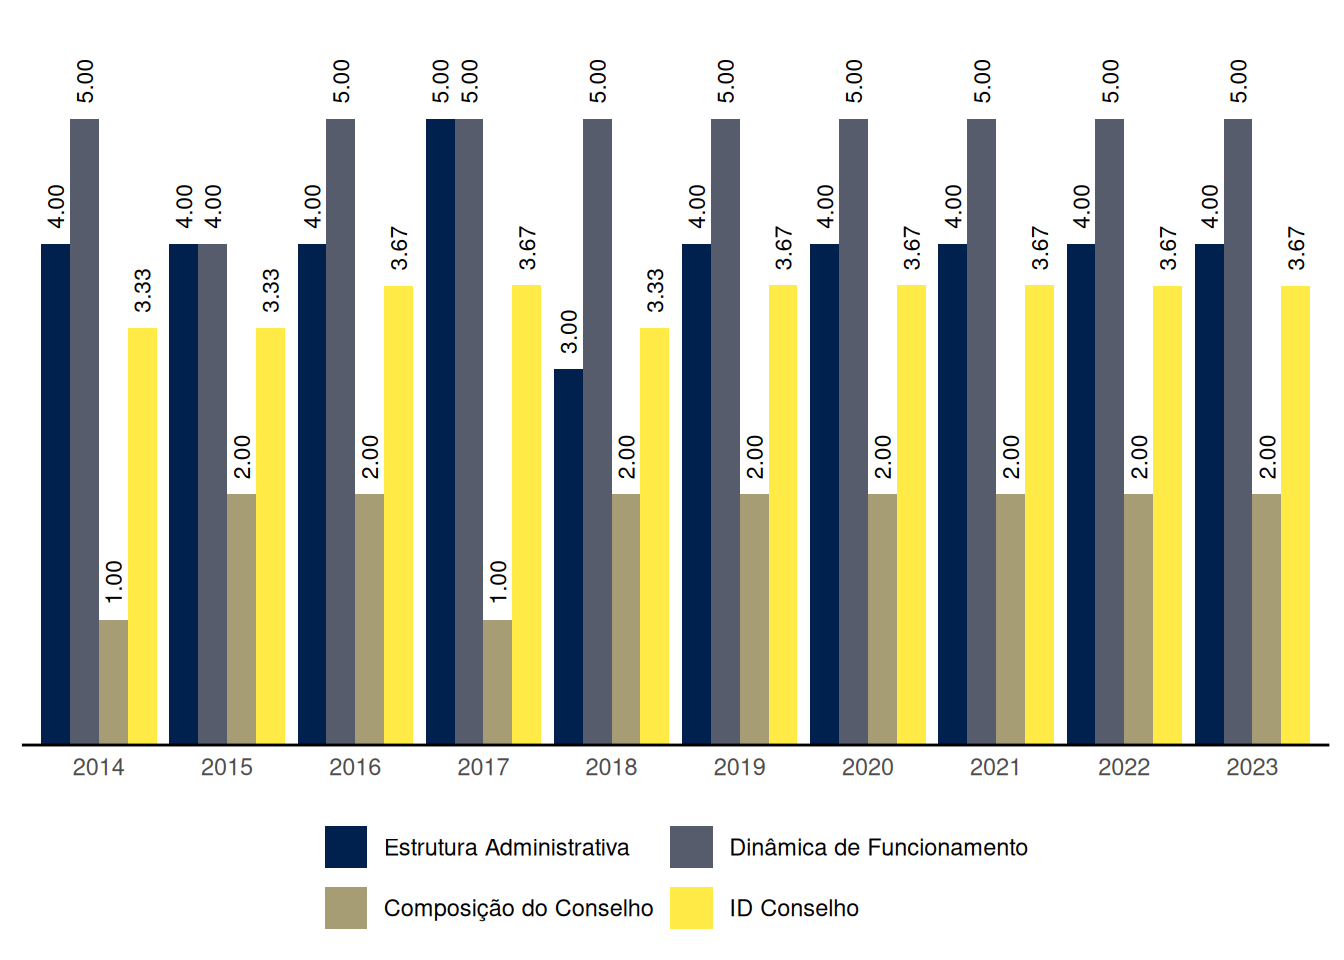 4.00 5.00 1.00 3.33 4.00 4.00 2.00 3.33 4.00 5.00 2.00 3.67 5.00 5.00 1.00 3.67 3.00 5.00 2.00 3.33 4.00 5.00 2.00 3.67 4.00 5.00 2.00 3.67 4.00 5.00 2.00 3.67 4.00 5.00 2.00 3.67 4.00 5.00 2.00 3.67
2014 2015 2016 2017 2018 2019 2020 2021 2022 2023
Estrutura Administrativa Dinâmica de Funcionamento
Composição do Conselho ID Conselho